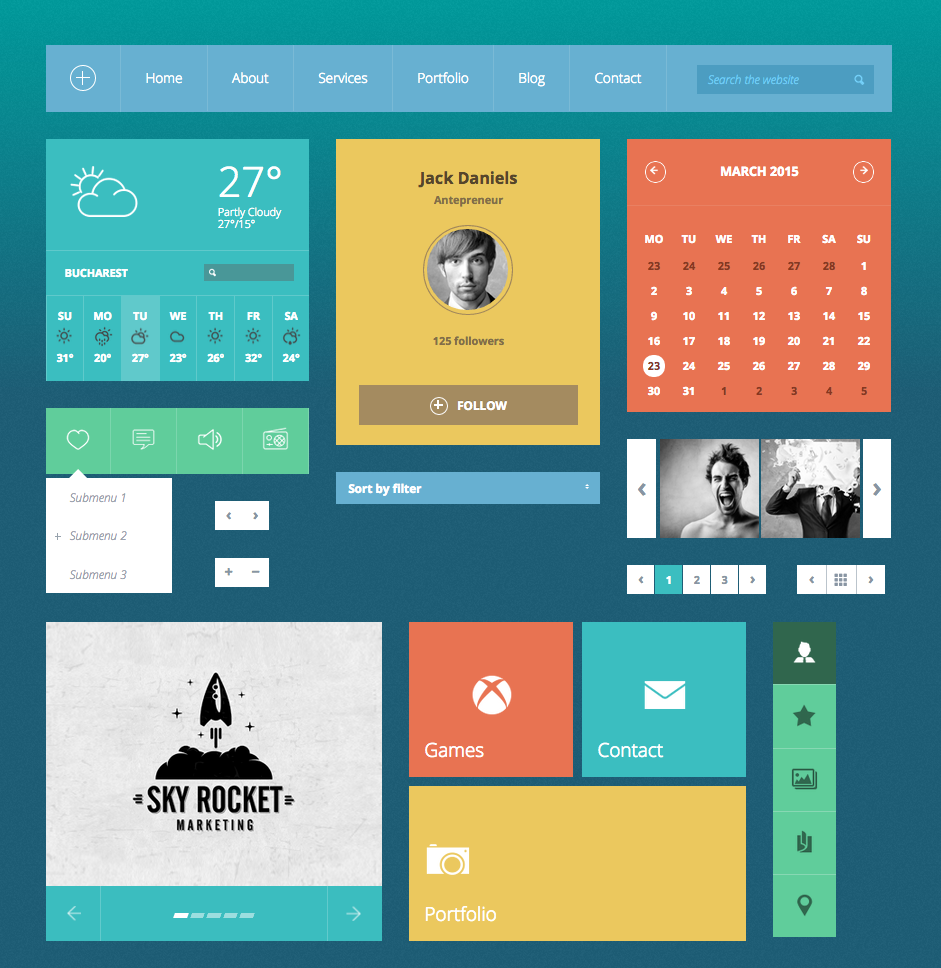 Home About Services Portfolio Blog Contact Search the website
27°
Partly Cloudy
27°/15°
BUCHAREST
SU MO TU WE TH FR SA
31° 20° 27° 23° 26° 32° 24°
Jack Daniels
Antepreneur
125 followers
FOLLOW
MARCH 2015
MO TU WE TH FR SA SU
23 24 25 26 27 28 1
2 3 4 5 6 7 8
9 10 11 12 13 14 15
16 17 18 19 20 21 22
23 24 25 26 27 28 29
30 31 1 2 3 4 5
Submenu 1
+ Submenu 2
Submenu 3
‹ ›
+ −
Sort by filter
‹ ›
‹ 1 2 3 ›
‹ ›
SKY ROCKET
MARKETING
Games
Contact
Portfolio